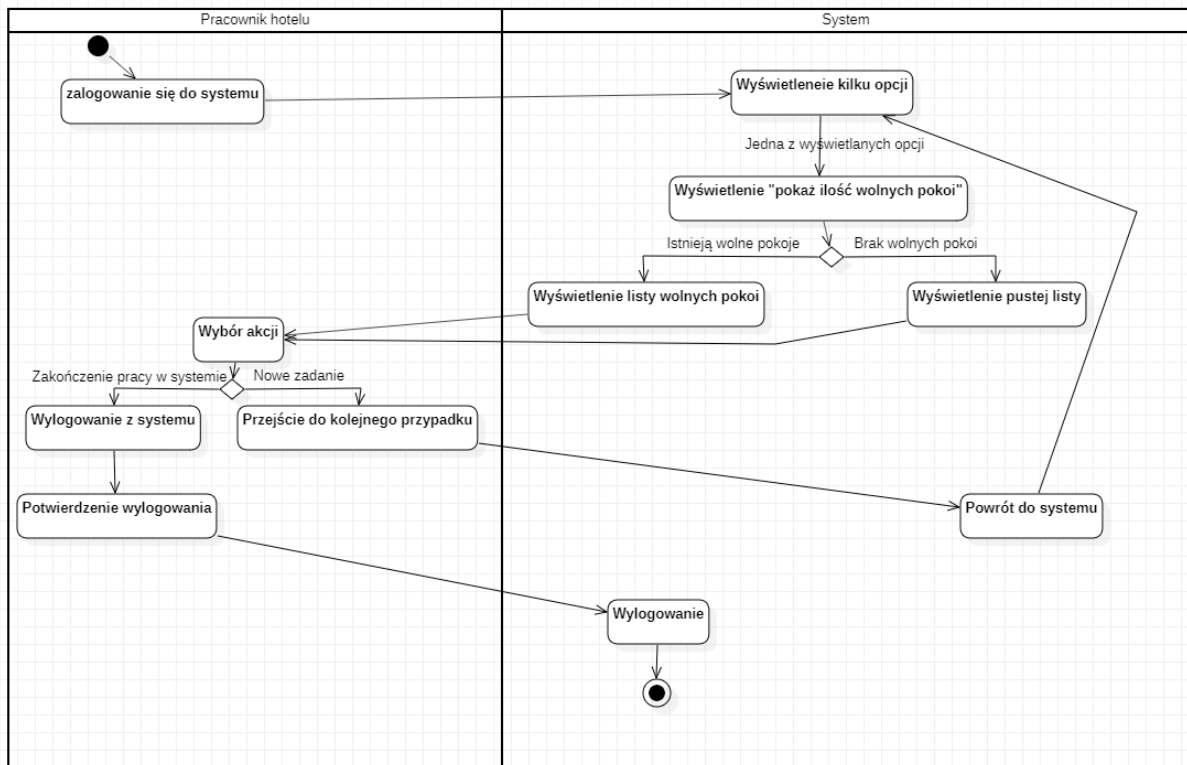 Pracownik hotelu
System
zalogowanie się do systemu
Wyświetleneie kilku opcji
Jedna z wyświetlanych opcji
Wyświetlenie "pokaż ilość wolnych pokoi"
Istnieją wolne pokoje
Brak wolnych pokoi
Wyświetlenie listy wolnych pokoi
Wyświetlenie pustej listy
Wybór akcji
Zakończenie pracy w systemie
Nowe zadanie
Wylogowanie z systemu
Przejście do kolejnego przypadku
Potwierdzenie wylogowania
Powrót do systemu
Wylogowanie